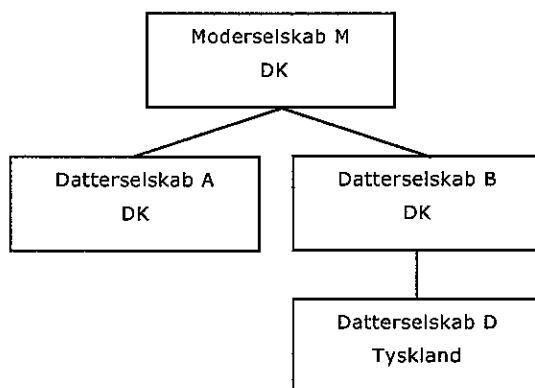 Moderselskab M
DK
Datterselskab A
DK
Datterselskab B
DK
Datterselskab D
Tyskland